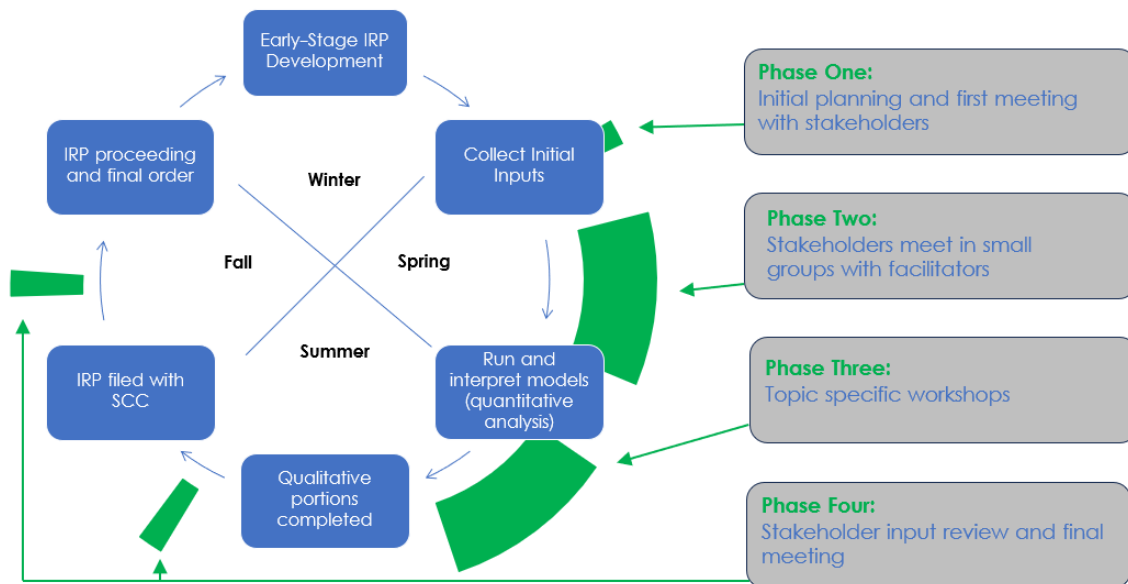 Early–Stage IRP
Development
Collect Initial
Inputs
Run and
interpret models
(quantitative
analysis)
Qualitative
portions
completed
IRP filed with
SCC
IRP proceeding
and final order
Winter
Spring
Summer
Fall
Phase One:
Initial planning and first meeting
with stakeholders
Phase Two:
Stakeholders meet in small
groups with facilitators
Phase Three:
Topic specific workshops
Phase Four:
Stakeholder input review and final
meeting